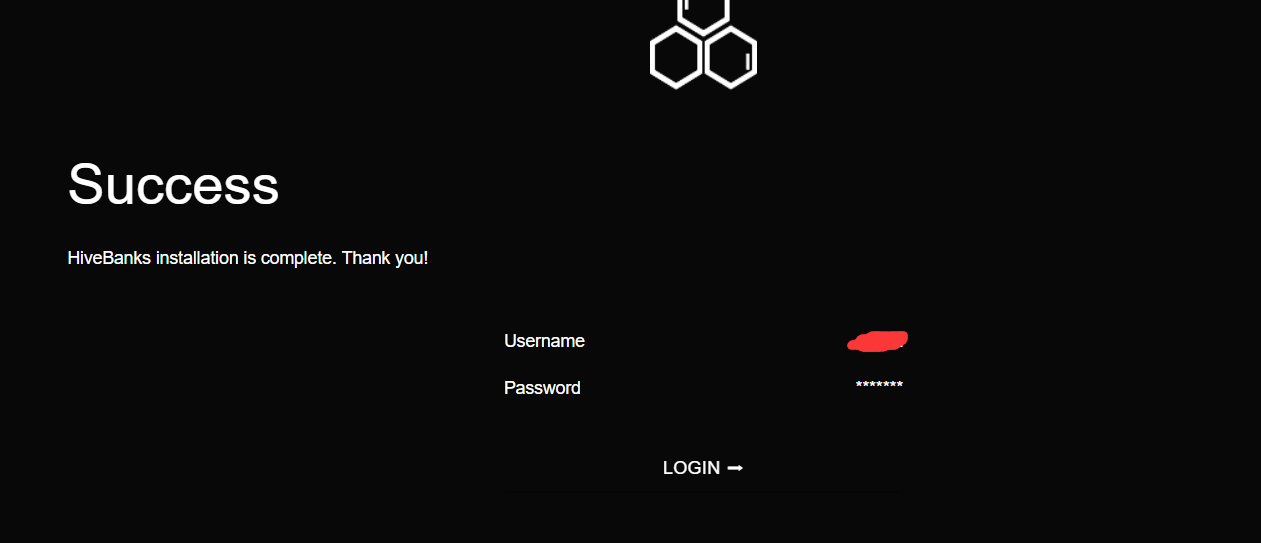 Success
HiveBanks installation is complete. Thank you!
Username
Password *******
LOGIN ➞